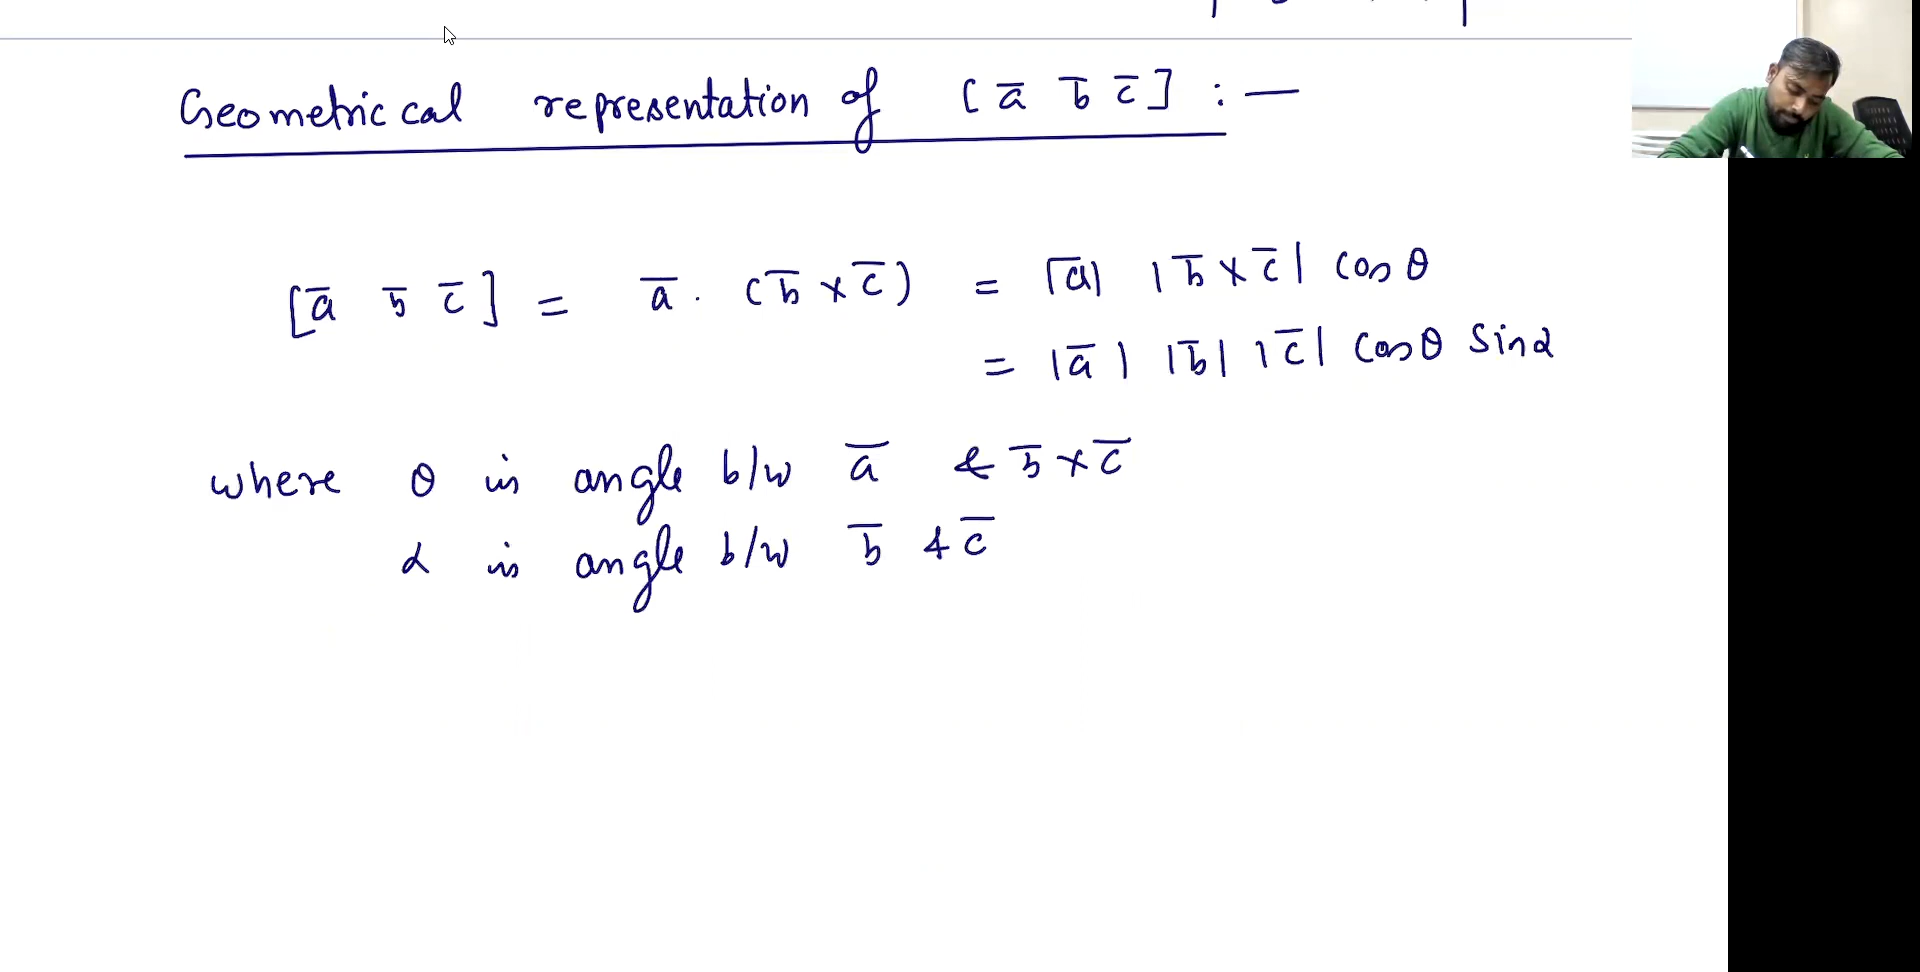 Geometrical representation of [a̅ b̅ c̅] : —
[a̅ b̅ c̅] = a̅ . (b̅ × c̅) = |a̅| |b̅ × c̅| cos θ
= |a̅| |b̅| |c̅| cos θ Sin α
where θ is angle b/w a̅ & b̅ × c̅
α is angle b/w b̅ & c̅